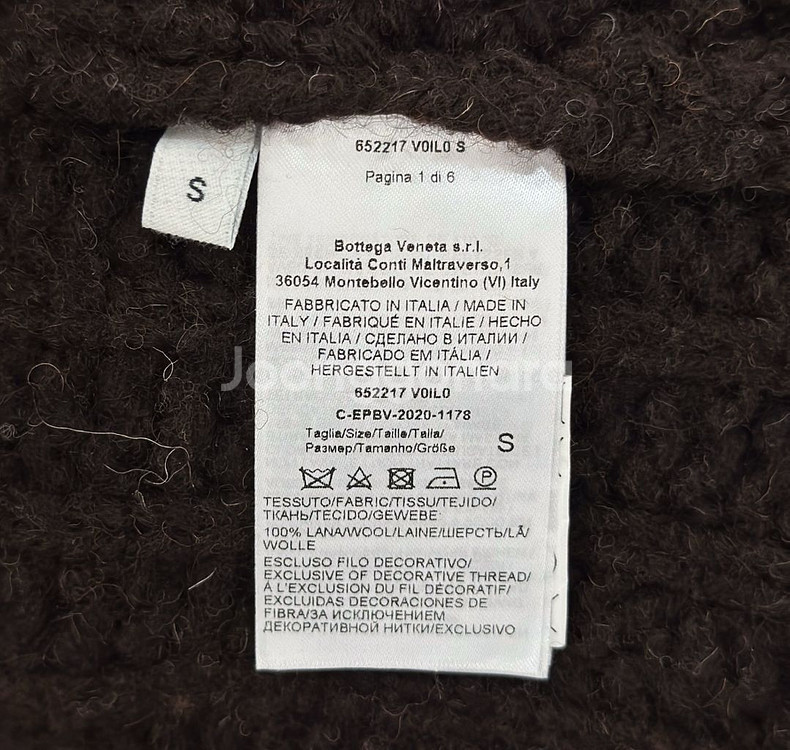 S
652217 V0IL0 S
Pagina 1 di 6
Bottega Veneta s.r.l.
Località Conti Maltraverso,1
36054 Montebello Vicentino (VI) Italy
FABBRICATO IN ITALIA / MADE IN
ITALY / FABRIQUÉ EN ITALIE / HECHO
EN ITALIA / СДЕЛАНО В ИТАЛИИ /
FABRICADO EM ITÁLIA /
HERGESTELLT IN ITALIEN
652217 V0IL0
C-EPBV-2020-1178
Taglia/Size/Taille/Talla/
Размер/Tamanho/Größe S
P
TESSUTO/FABRIC/TISSU/TEJIDO/
ТКАНЬ/TECIDO/GEWEBE
100% LANA/WOOL/LAINE/ШЕРСТЬ/LÃ/
WOLLE
ESCLUSO FILO DECORATIVO/
EXCLUSIVE OF DECORATIVE THREAD/
À L'EXCLUSION DU FIL DÉCORATIF/
EXCLUIDAS DECORACIONES DE
FIBRA/ЗА ИСКЛЮЧЕНИЕМ
ДЕКОРАТИВНОЙ НИТКИ/EXCLUSIVO